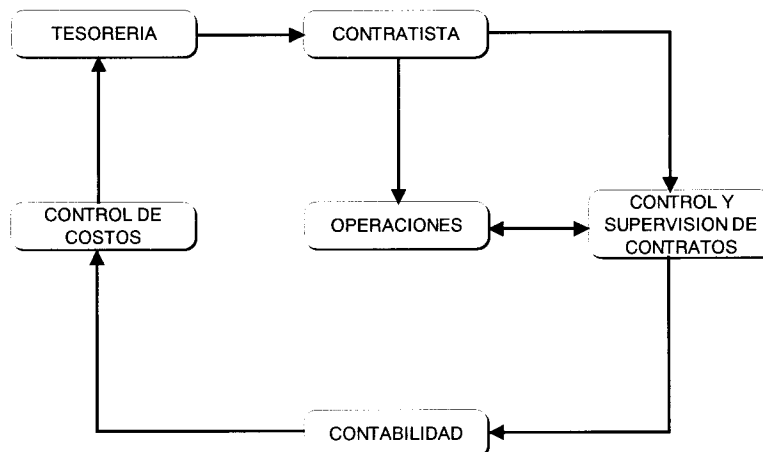 TESORERIA
CONTRATISTA
CONTROL DE
COSTOS
OPERACIONES
CONTROL Y
SUPERVISION DE
CONTRATOS
CONTABILIDAD